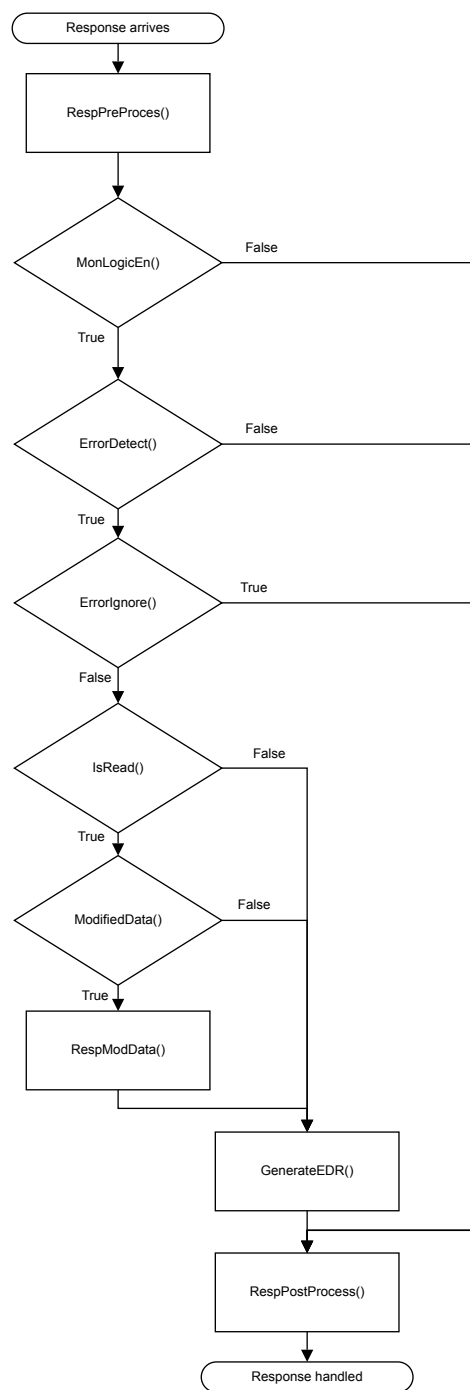 Response arrives
RespPreProces()
MonLogicEn()
False
True
ErrorDetect()
False
True
ErrorIgnore()
True
False
IsRead()
False
True
ModifiedData()
False
True
RespModData()
GenerateEDR()
RespPostProcess()
Response handled